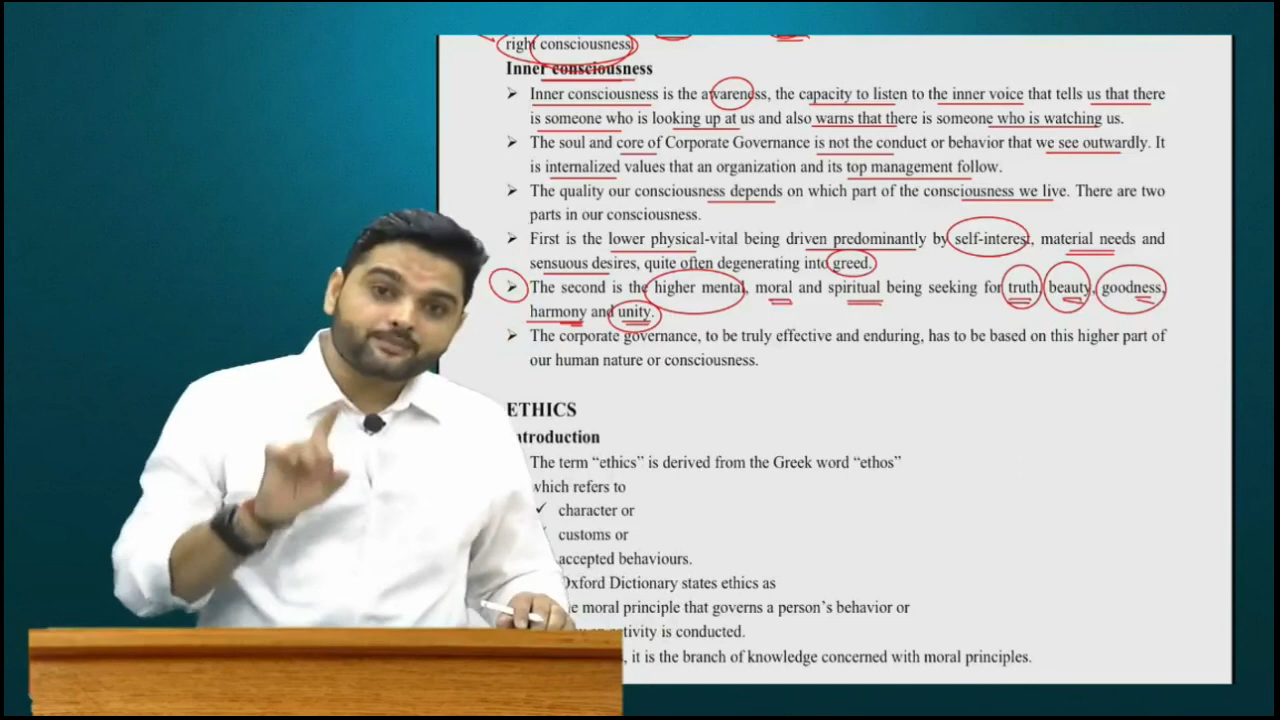 right consciousness
Inner consciousness
➤ Inner consciousness is the awareness, the capacity to listen to the inner voice that tells us that there
is someone who is looking up at us and also warns that there is someone who is watching us.
➤ The soul and core of Corporate Governance is not the conduct or behavior that we see outwardly. It
is internalized values that an organization and its top management follow.
➤ The quality our consciousness depends on which part of the consciousness we live. There are two
parts in our consciousness.
➤ First is the lower physical-vital being driven predominantly by self-interest, material needs and
sensuous desires, quite often degenerating into greed.
➤ The second is the higher mental, moral and spiritual being seeking for truth, beauty, goodness,
harmony and unity.
➤ The corporate governance, to be truly effective and enduring, has to be based on this higher part of
our human nature or consciousness.
ETHICS
ntroduction
The term “ethics” is derived from the Greek word “ethos”
which refers to
✓ character or
customs or
accepted behaviours.
Oxford Dictionary states ethics as
moral principle that governs a person’s behavior or
is conducted.
, it is the branch of knowledge concerned with moral principles.